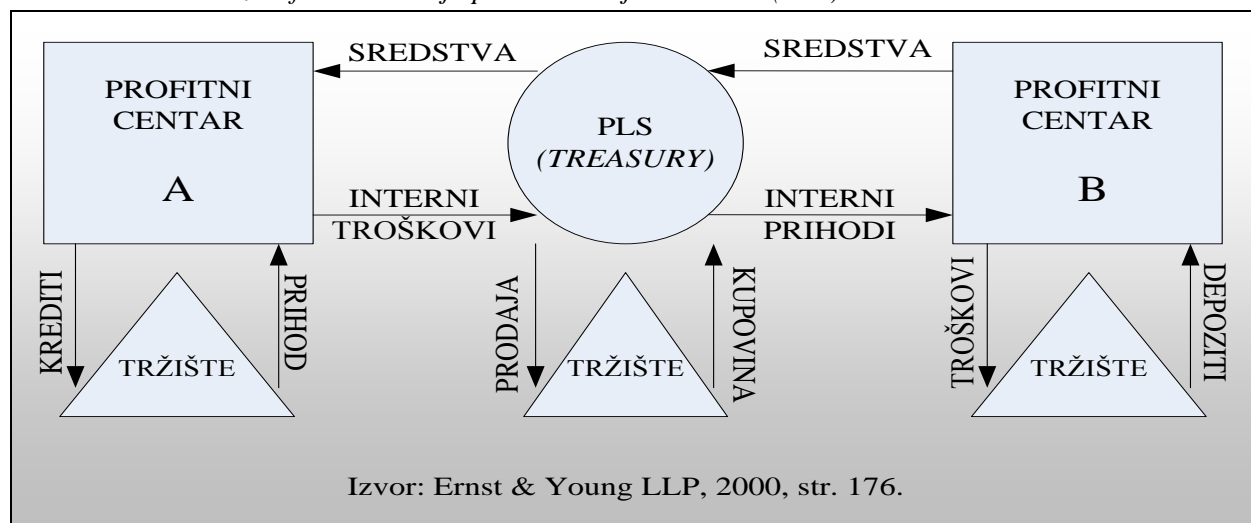 SREDSTVA
SREDSTVA
PROFITNI
CENTAR
A
PLS
(TREASURY)
PROFITNI
CENTAR
B
INTERNI
TROŠKOVI
INTERNI
PRIHODI
KREDITI
PRIHOD
TRŽIŠTE
PRODAJA
KUPOVINA
TRŽIŠTE
TROŠKOVI
DEPOZITI
TRŽIŠTE
Izvor: Ernst & Young LLP, 2000, str. 176.